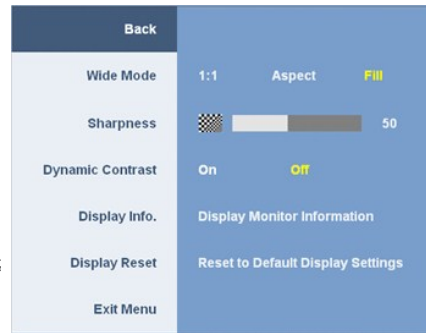 Back
Wide Mode 1:1 Aspect Fill
Sharpness 50
Dynamic Contrast On Off
Display Info. Display Monitor Information
Display Reset Reset to Default Display Settings
Exit Menu